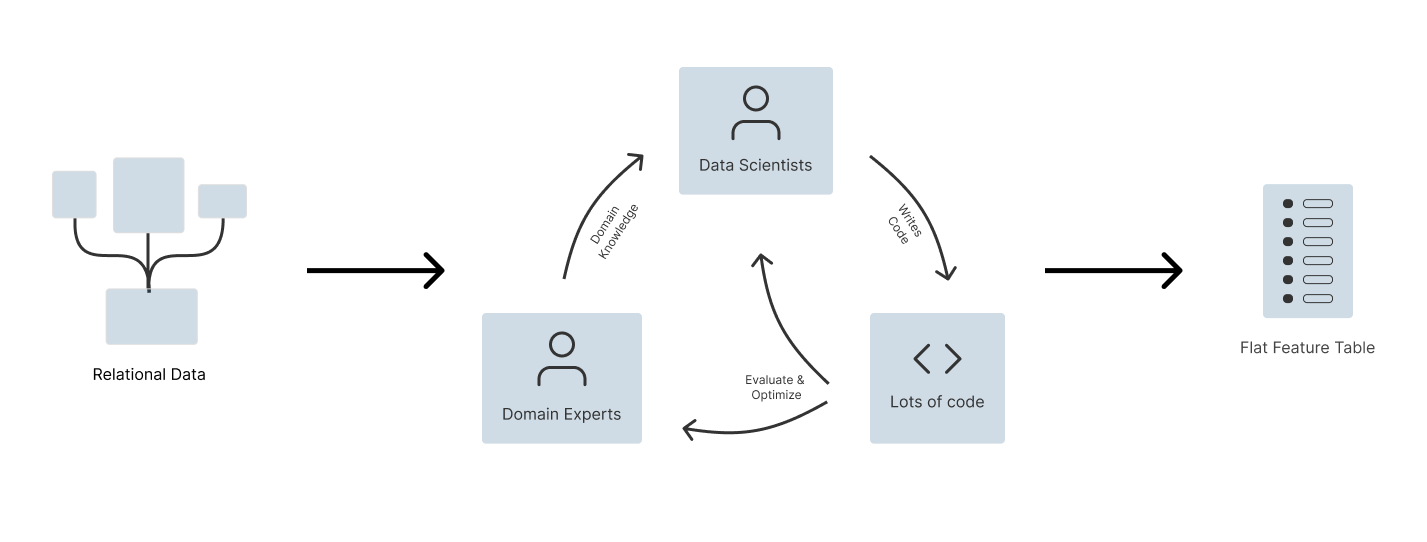 Relational Data
Domain
Knowledge
Data Scientists
Writes
Code
Domain Experts
Evaluate &
Optimize
Lots of code
Flat Feature Table